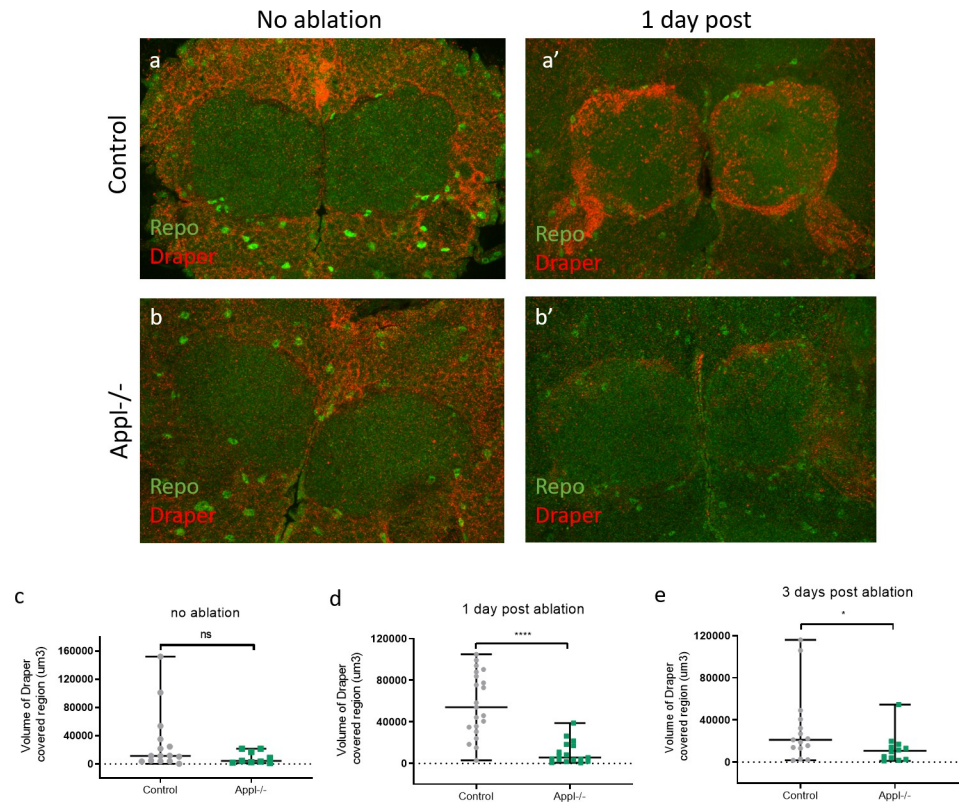 No ablation
1 day post
Control
a
Repo
Draper
a’
Repo
Draper
Appl-/-
b
Repo
Draper
b’
Repo
Draper
c
no ablation
ns
Volume of Draper
covered region (um3)
160000
120000
80000
40000
0
Control
Appl-/-
d
1 day post ablation
****
Volume of Draper
covered region (um3)
120000
80000
40000
0
Control
Appl-/-
e
3 days post ablation
*
Volume of Draper
covered region (um3)
120000
80000
40000
0
Control
Appl-/-